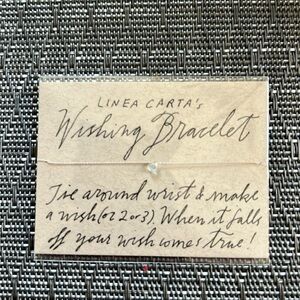 LINEA CARTA's
Wishing Bracelet
Tie around wrist & make
a wish (or 2 or 3). When it falls
off your wish comes true!